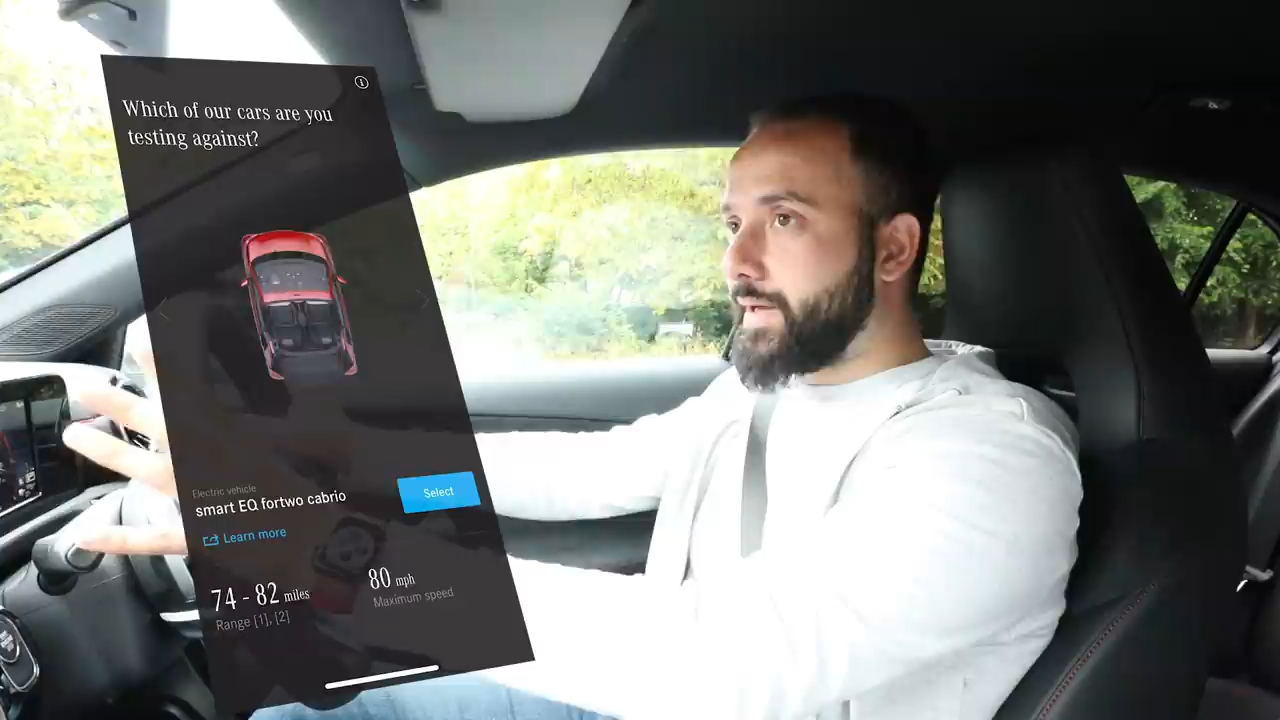 Which of our cars are you
testing against?
Electric vehicle
smart EQ fortwo cabrio
Select
Learn more
74 - 82 miles
Range [1], [2]
80 mph
Maximum speed